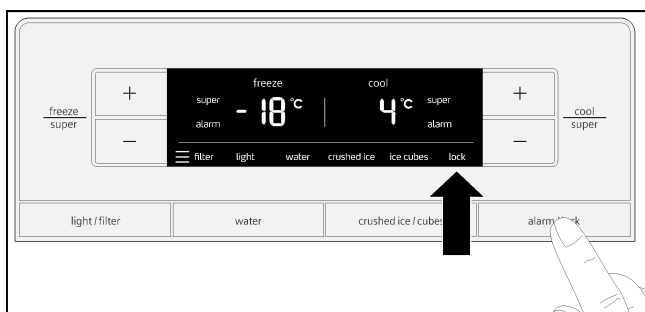 freeze
super
+
−
freeze cool
super -18 °C 4 °C super
alarm alarm
filter light water crushed ice ice cubes lock
+
−
cool
super
light / filter water crushed ice / cubes alarm